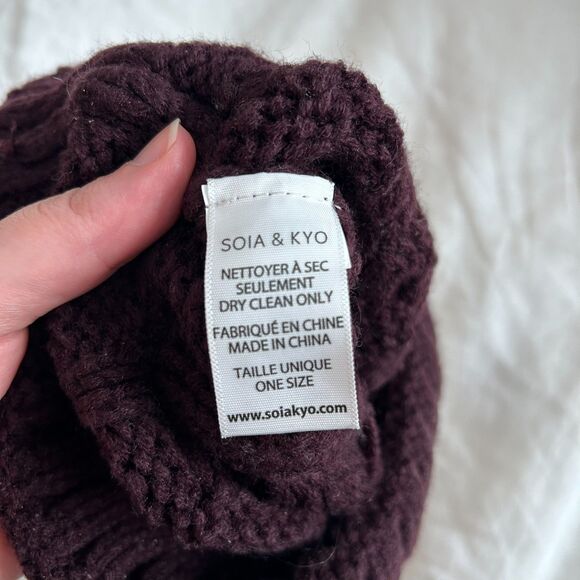 SOIA & KYO
NETTOYER À SEC
SEULEMENT
DRY CLEAN ONLY
FABRIQUÉ EN CHINE
MADE IN CHINA
TAILLE UNIQUE
ONE SIZE
www.soiakyo.com